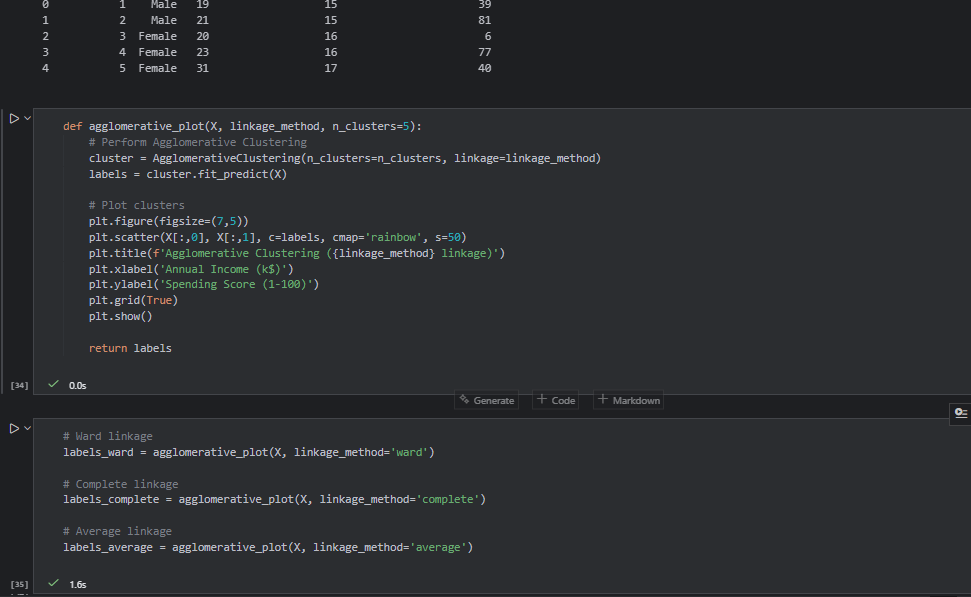 0 1 Male 19 15 39
1 2 Male 21 15 81
2 3 Female 20 16 6
3 4 Female 23 16 77
4 5 Female 31 17 40
def agglomerative_plot(X, linkage_method, n_clusters=5):
# Perform Agglomerative Clustering
cluster = AgglomerativeClustering(n_clusters=n_clusters, linkage=linkage_method)
labels = cluster.fit_predict(X)
# Plot clusters
plt.figure(figsize=(7,5))
plt.scatter(X[:,0], X[:,1], c=labels, cmap='rainbow', s=50)
plt.title(f'Agglomerative Clustering ({linkage_method} linkage)')
plt.xlabel('Annual Income (k$)')
plt.ylabel('Spending Score (1-100)')
plt.grid(True)
plt.show()
return labels
[34] 0.0s
Generate + Code + Markdown
# Ward linkage
labels_ward = agglomerative_plot(X, linkage_method='ward')
# Complete linkage
labels_complete = agglomerative_plot(X, linkage_method='complete')
# Average linkage
labels_average = agglomerative_plot(X, linkage_method='average')
[35] 1.6s